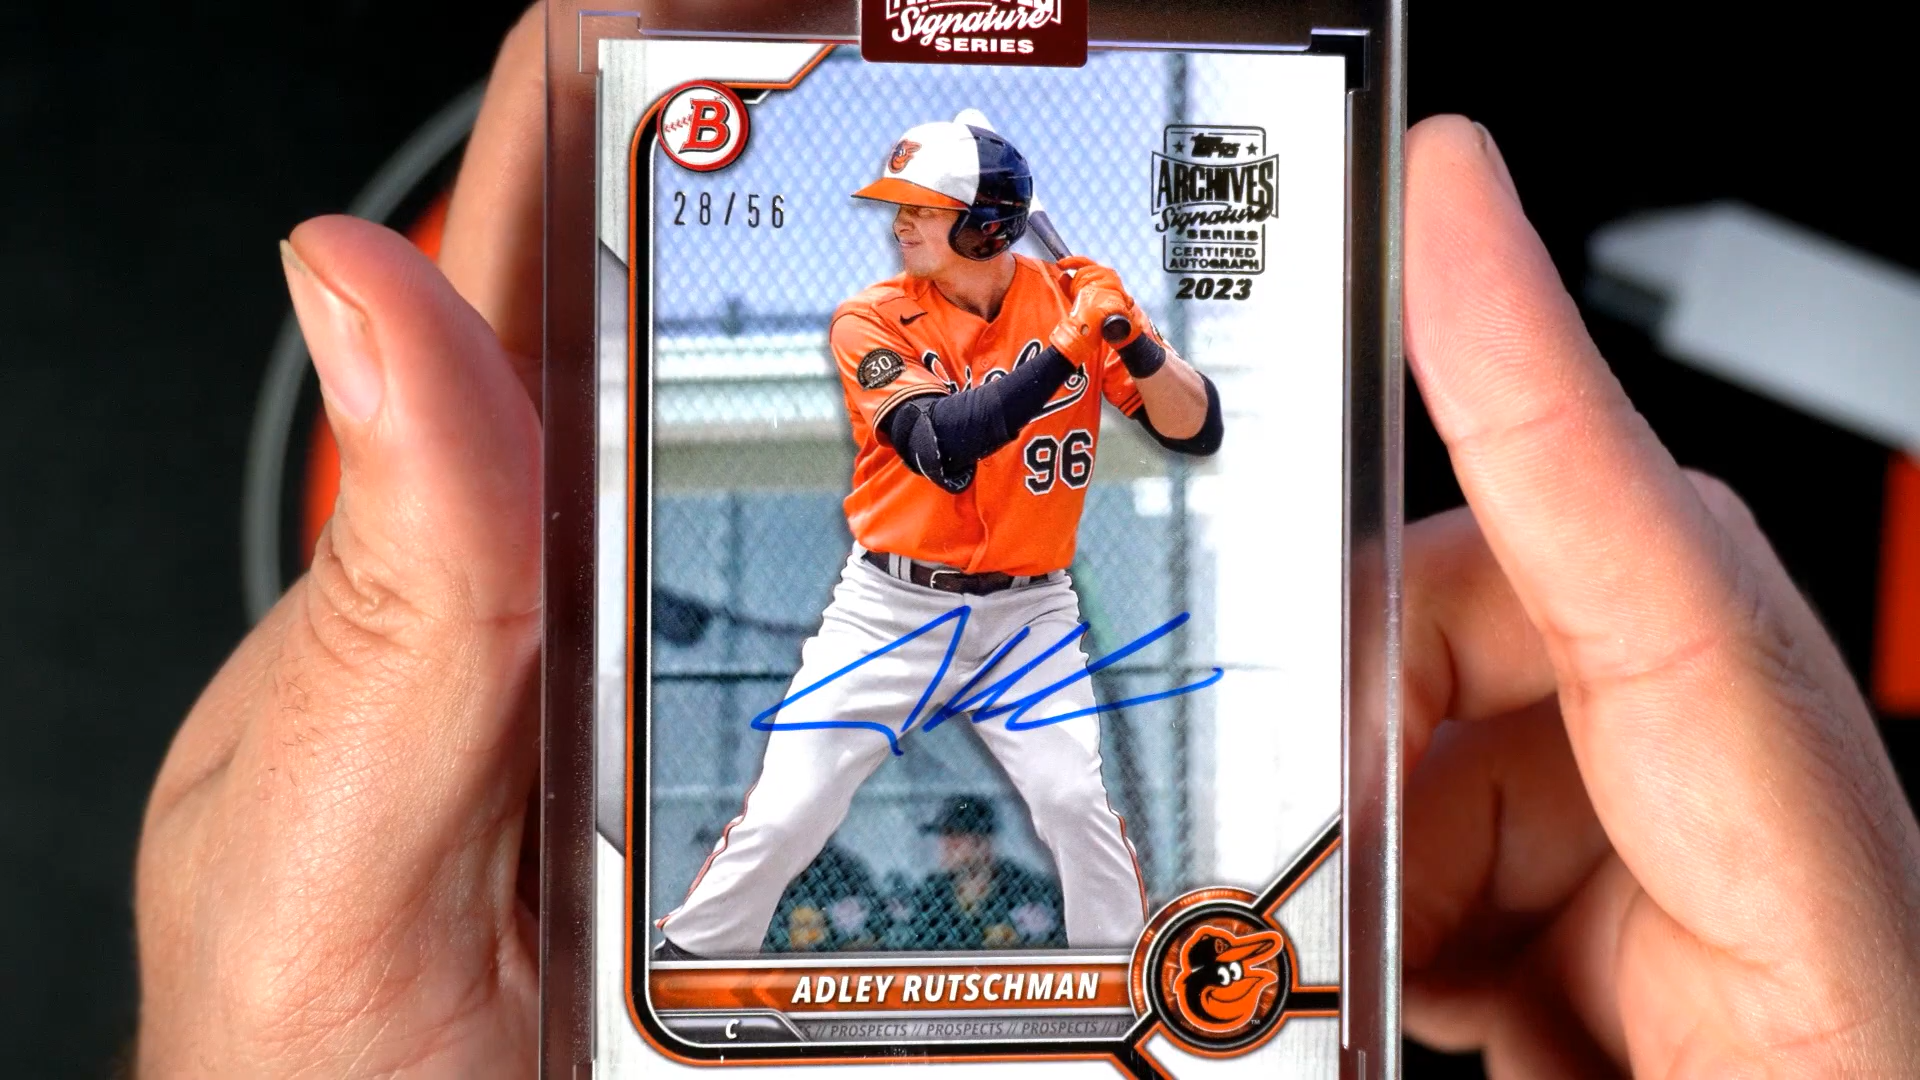 Signature
SERIES
B
28/56
TOPPS
ARCHIVES
Signature
SERIES
CERTIFIED
AUTOGRAPH
2023
30
96
ADLEY RUTSCHMAN
C
// PROSPECTS // PROSPECTS // PROSPECTS //